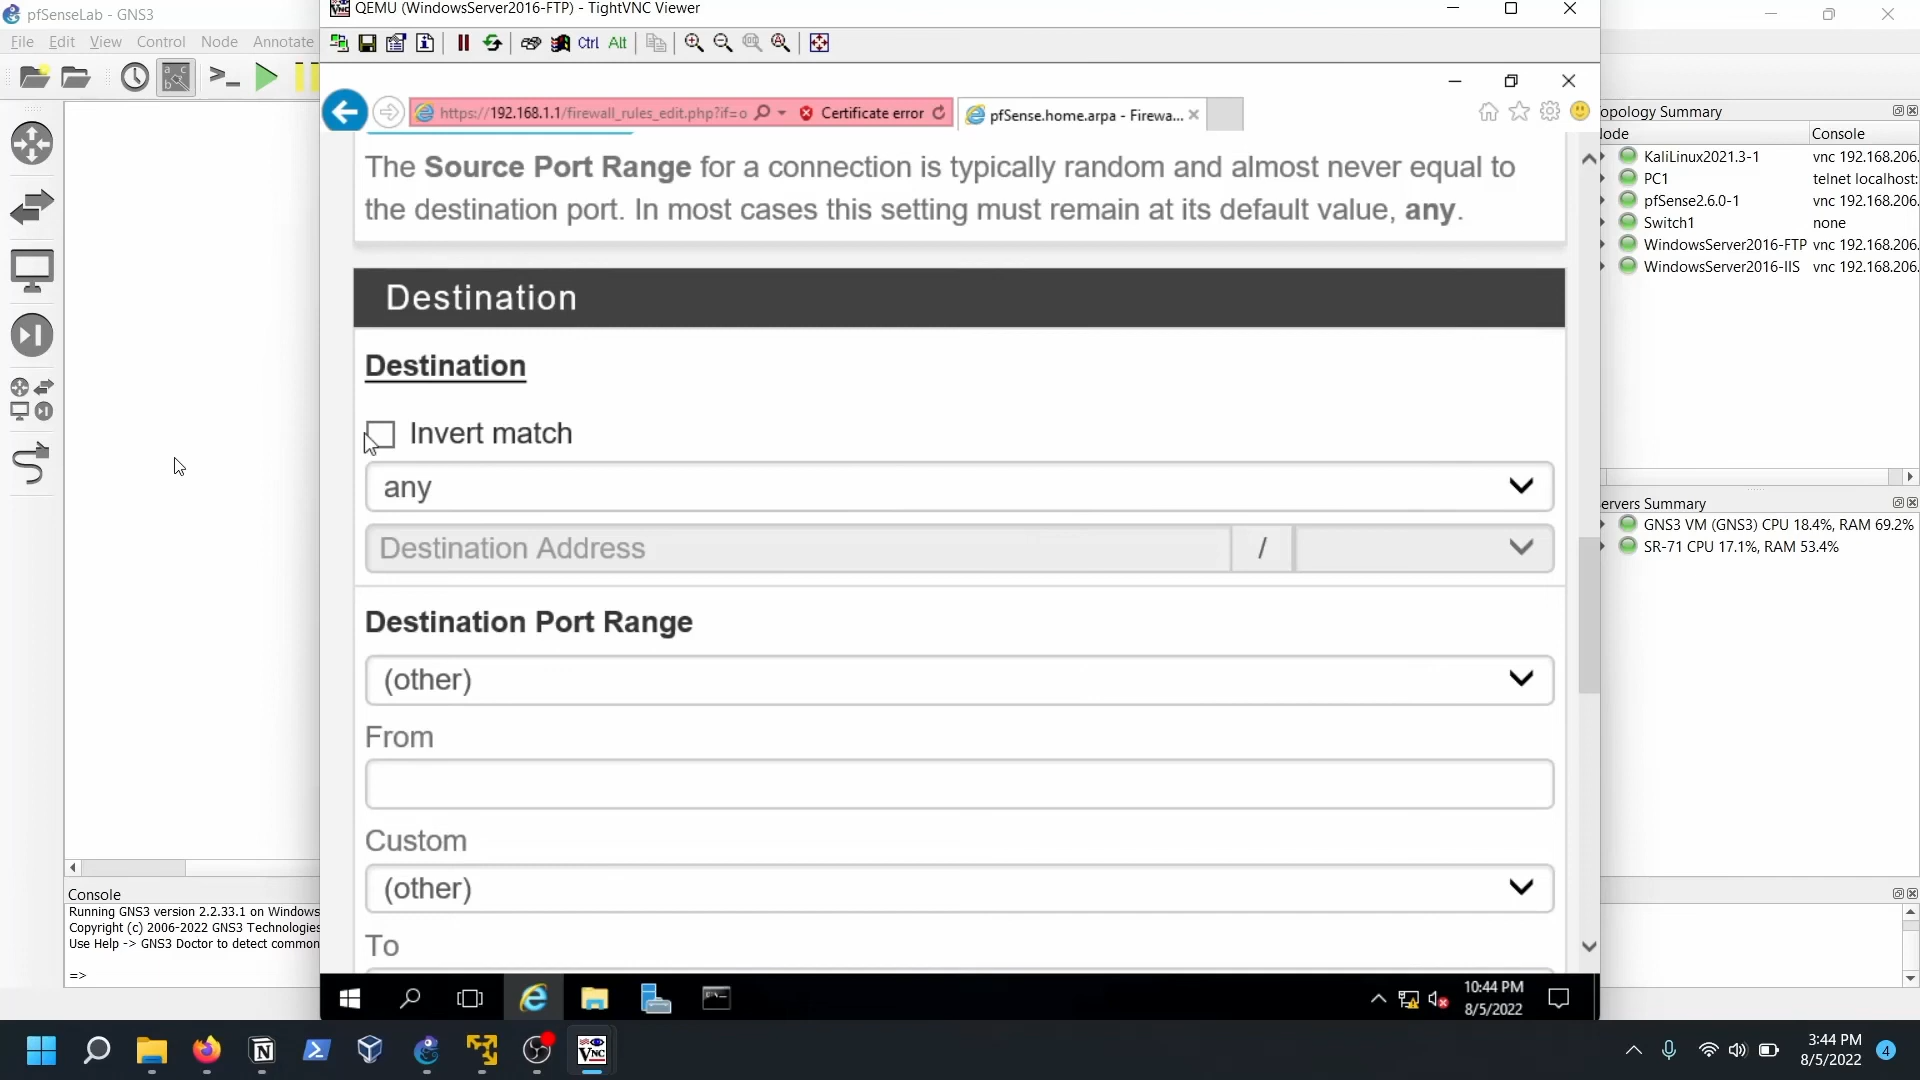 pfSenseLab - GNS3
QEMU (WindowsServer2016-FTP) - TightVNC Viewer
File Edit View Control Node Annotate
Ctrl Alt
https://192.168.1.1/firewall_rules_edit.php?if=o
Certificate error
pfSense.home.arpa - Firewa...
The Source Port Range for a connection is typically random and almost never equal to
the destination port. In most cases this setting must remain at its default value, any.
Destination
Destination
Invert match
any
Destination Address
/
Destination Port Range
(other)
From
Custom
(other)
To
10:44 PM
8/5/2022
opology Summary
ode Console
KaliLinux2021.3-1 vnc 192.168.206.
PC1 telnet localhost:
pfSense2.6.0-1 vnc 192.168.206.
Switch1 none
WindowsServer2016-FTP vnc 192.168.206.
WindowsServer2016-IIS vnc 192.168.206.
ervers Summary
GNS3 VM (GNS3) CPU 18.4%, RAM 69.2%
SR-71 CPU 17.1%, RAM 53.4%
Console
Running GNS3 version 2.2.33.1 on Windows
Copyright (c) 2006-2022 GNS3 Technologies
Use Help -> GNS3 Doctor to detect common
=>
3:44 PM
8/5/2022
4